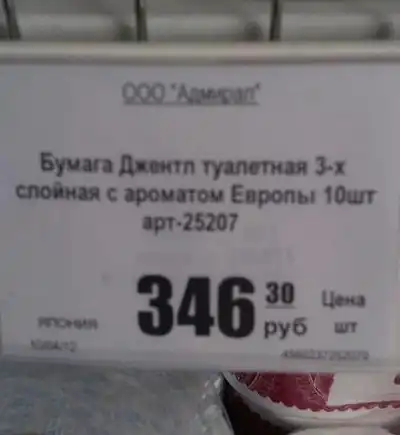 ООО "Адмирал"
Бумага Джентл туалетная 3-х
слойная с ароматом Европы 10шт
арт-25207
346 30 руб
Цена
шт
ЯПОНИЯ